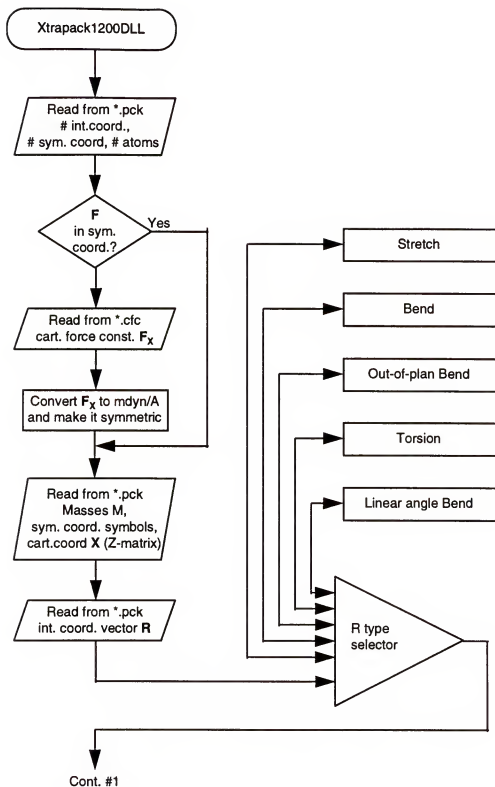 Xtrapack1200DLL
Read from *.pck
# int.coord.,
# sym. coord, # atoms
F
in sym.
coord.?
Yes
Read from *.cfc
cart. force const. Fx
Convert Fx to mdyn/A
and make it symmetric
Read from *.pck
Masses M,
sym. coord. symbols,
cart.coord X (Z-matrix)
Read from *.pck
int. coord. vector R
Stretch
Bend
Out-of-plan Bend
Torsion
Linear angle Bend
R type
selector
Cont. #1